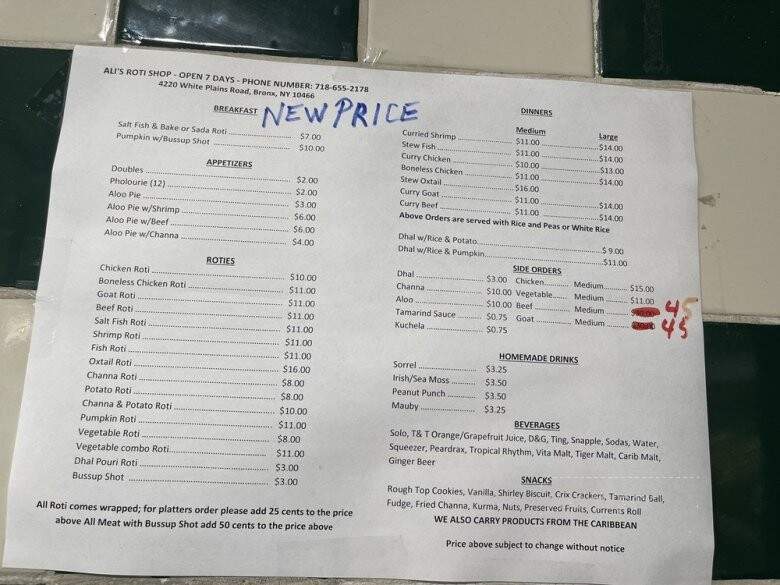 ALI'S ROTI SHOP - OPEN 7 DAYS - PHONE NUMBER: 718-655-2178
4220 White Plains Road, Bronx, NY 10466
NEW PRICE
BREAKFAST
Salt Fish & Bake or Sada Roti $7.00
Pumpkin w/Bussup Shot $10.00
APPETIZERS
Doubles $2.00
Pholourie (12) $2.00
Aloo Pie $3.00
Aloo Pie w/Shrimp $6.00
Aloo Pie w/Beef $6.00
Aloo Pie w/Channa $4.00
ROTIES
Chicken Roti $10.00
Boneless Chicken Roti $11.00
Goat Roti $11.00
Beef Roti $11.00
Salt Fish Roti $11.00
Shrimp Roti $11.00
Fish Roti $11.00
Oxtail Roti $16.00
Channa Roti $8.00
Potato Roti $8.00
Channa & Potato Roti $10.00
Pumpkin Roti $11.00
Vegetable Roti $8.00
Vegetable combo Roti $11.00
Dhal Pouri Roti $3.00
Bussup Shot $3.00
All Roti comes wrapped; for platters order please add 25 cents to the price
above All Meat with Bussup Shot add 50 cents to the price above
DINNERS
Medium Large
Curried Shrimp $11.00 $14.00
Stew Fish $11.00 $14.00
Curry Chicken $10.00 $13.00
Boneless Chicken $11.00 $14.00
Stew Oxtail $16.00
Curry Goat $11.00 $14.00
Curry Beef $11.00 $14.00
Above Orders are served with Rice and Peas or White Rice
Dhal w/Rice & Potato $9.00
Dhal w/Rice & Pumpkin $11.00
SIDE ORDERS
Dhal $3.00 Chicken Medium $15.00
Channa $10.00 Vegetable Medium $11.00
Aloo $10.00 Beef Medium 45
Tamarind Sauce $0.75 Goat Medium 45
Kuchela $0.75
HOMEMADE DRINKS
Sorrel $3.25
Irish/Sea Moss $3.50
Peanut Punch $3.50
Mauby $3.25
BEVERAGES
Solo, T& T Orange/Grapefruit Juice, D&G, Ting, Snapple, Sodas, Water,
Squeezer, Peardrax, Tropical Rhythm, Vita Malt, Tiger Malt, Carib Malt,
Ginger Beer
SNACKS
Rough Top Cookies, Vanilla, Shirley Biscuit, Crix Crackers, Tamarind Ball,
Fudge, Fried Channa, Kurma, Nuts, Preserved Fruits, Currents Roll
WE ALSO CARRY PRODUCTS FROM THE CARIBBEAN
Price above subject to change without notice